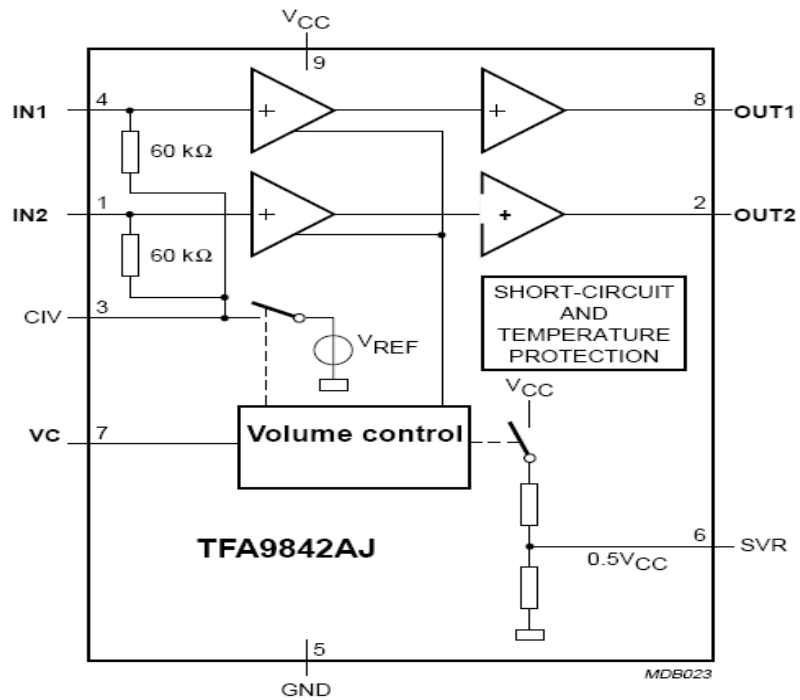 VCC
9
IN1
4
+
+
8
OUT1
60 kΩ
IN2
1
+
+
2
OUT2
60 kΩ
CIV
3
SHORT-CIRCUIT
AND
TEMPERATURE
PROTECTION
VREF
VCC
VC
7
Volume control
TFA9842AJ
6
SVR
0.5VCC
5
GND
MDB023